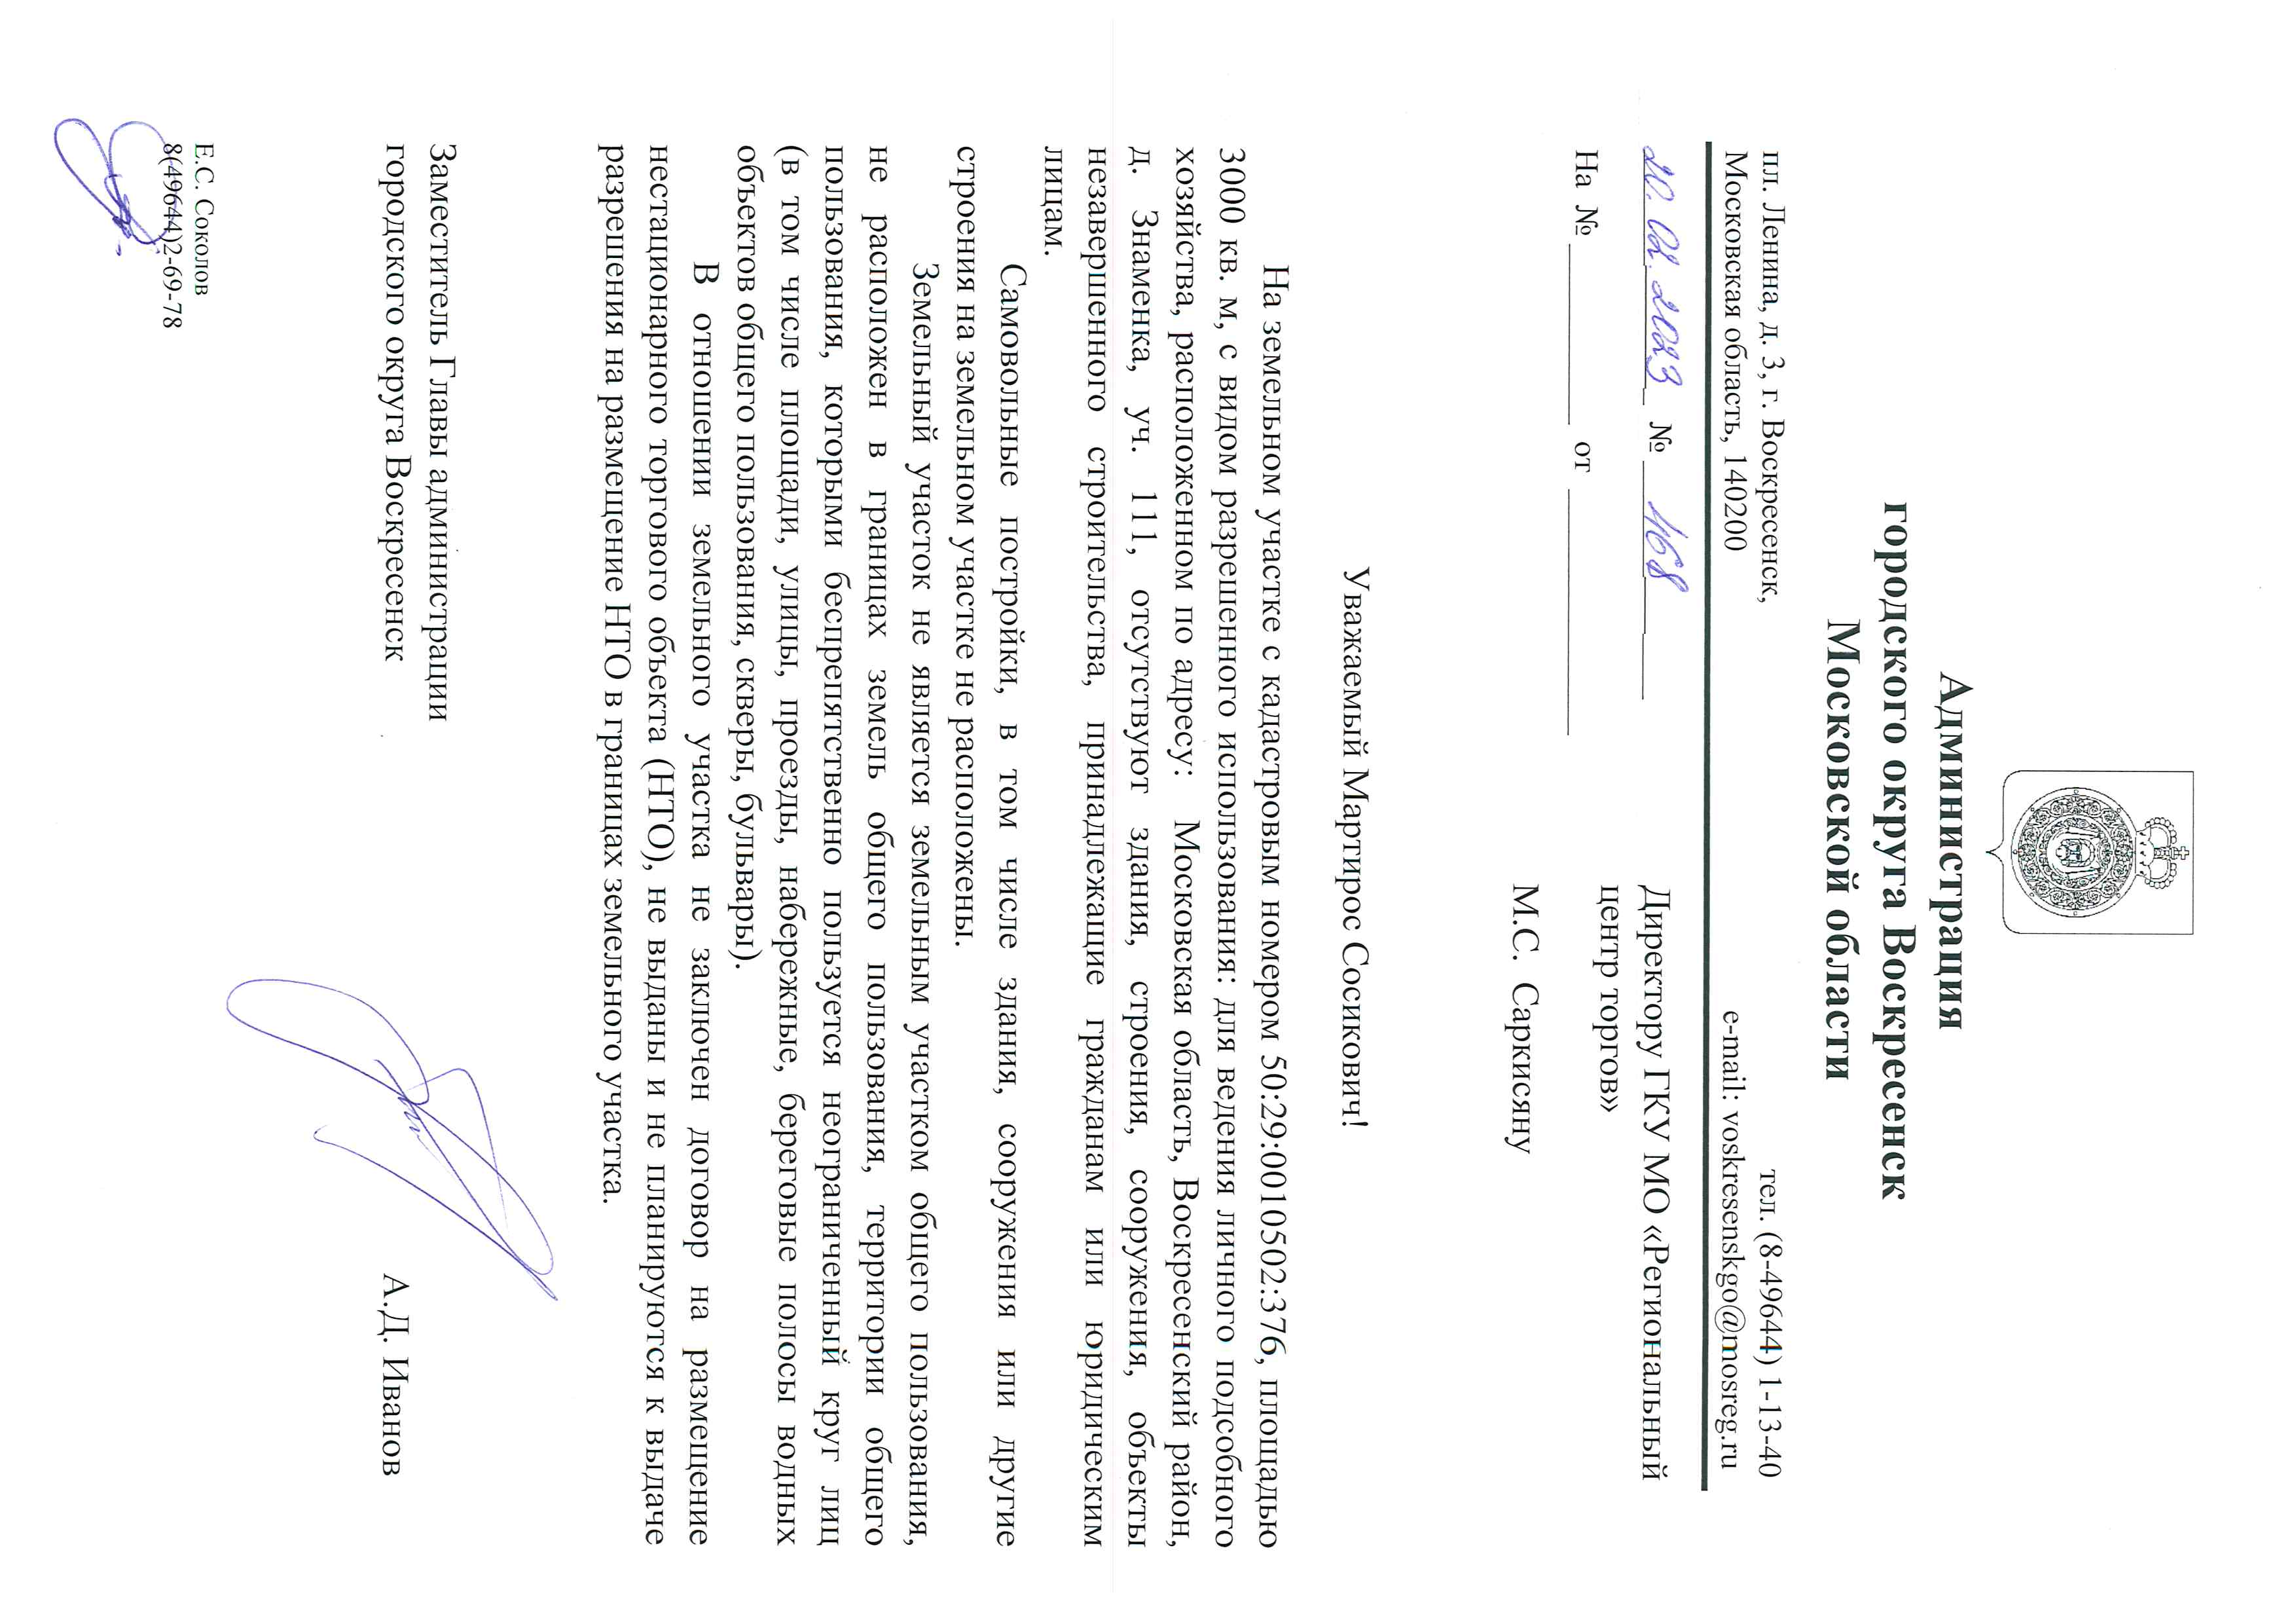 Администрация
городского округа Воскресенск
Московской области
пл. Ленина, д. 3, г. Воскресенск,
Московская область, 140200
тел. (8-49644) 1-13-40
e-mail: voskresenskgo@mosreg.ru
20.02.2023 № 468
На № от
Директору ГКУ МО «Региональный
центр торгов»
М.С. Саркисяну
Уважаемый Мартирос Сосикович!
На земельном участке с кадастровым номером 50:29:0010502:376, площадью
3000 кв. м, с видом разрешенного использования: для ведения личного подсобного
хозяйства, расположенном по адресу: Московская область, Воскресенский район,
д. Знаменка, уч. 111, отсутствуют здания, строения, сооружения, объекты
незавершенного строительства, принадлежащие гражданам или юридическим
лицам.
Самовольные постройки, в том числе здания, сооружения или другие
строения на земельном участке не расположены.
Земельный участок не является земельным участком общего пользования,
не расположен в границах земель общего пользования, территории общего
пользования, которыми беспрепятственно пользуется неограниченный круг лиц
(в том числе площади, улицы, проезды, набережные, береговые полосы водных
объектов общего пользования, скверы, бульвары).
В отношении земельного участка не заключен договор на размещение
нестационарного торгового объекта (НТО), не выданы и не планируются к выдаче
разрешения на размещение НТО в границах земельного участка.
Заместитель Главы администрации
городского округа Воскресенск
А.Д. Иванов
Е.С. Соколов
8(49644)2-69-78